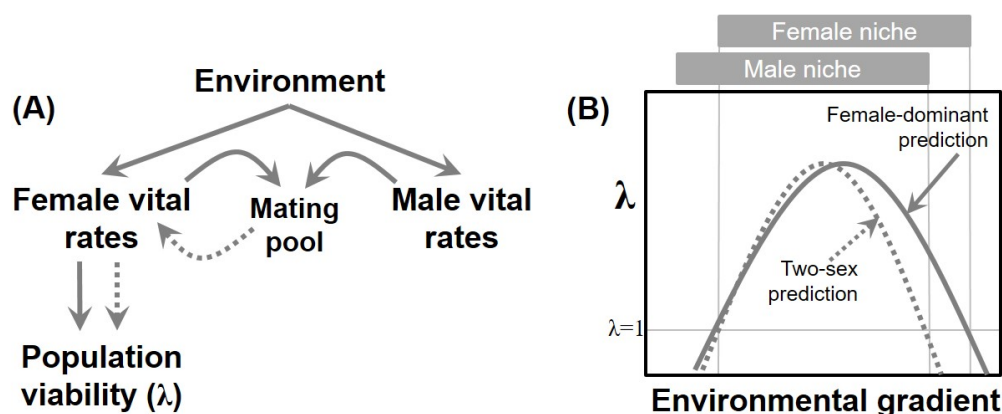 (A)
Environment
Female vital
rates
Mating
pool
Male vital
rates
Population
viability (λ)
Female niche
Male niche
(B)
Female-dominant
prediction
λ
Two-sex
prediction
λ=1
Environmental gradient